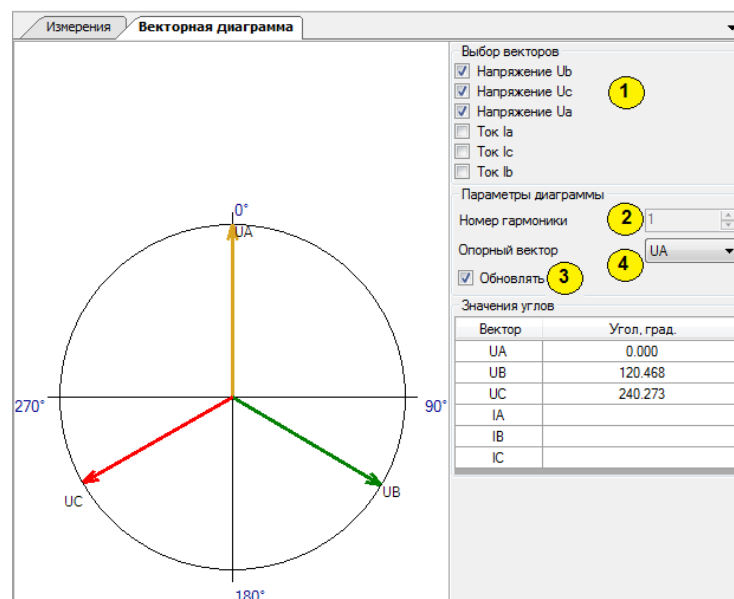 Измерения
Векторная диаграмма
0°
UA
90°
UB
180°
UC
270°
Выбор векторов
Напряжение Ub
Напряжение Uc
Напряжение Ua
Ток Ia
Ток Ic
Ток Ib
1
Параметры диаграммы
Номер гармоники 2 1
Опорный вектор 4 UA
Обновлять 3
Значения углов
Вектор Угол, град.
UA 0.000
UB 120.468
UC 240.273
IA
IB
IC